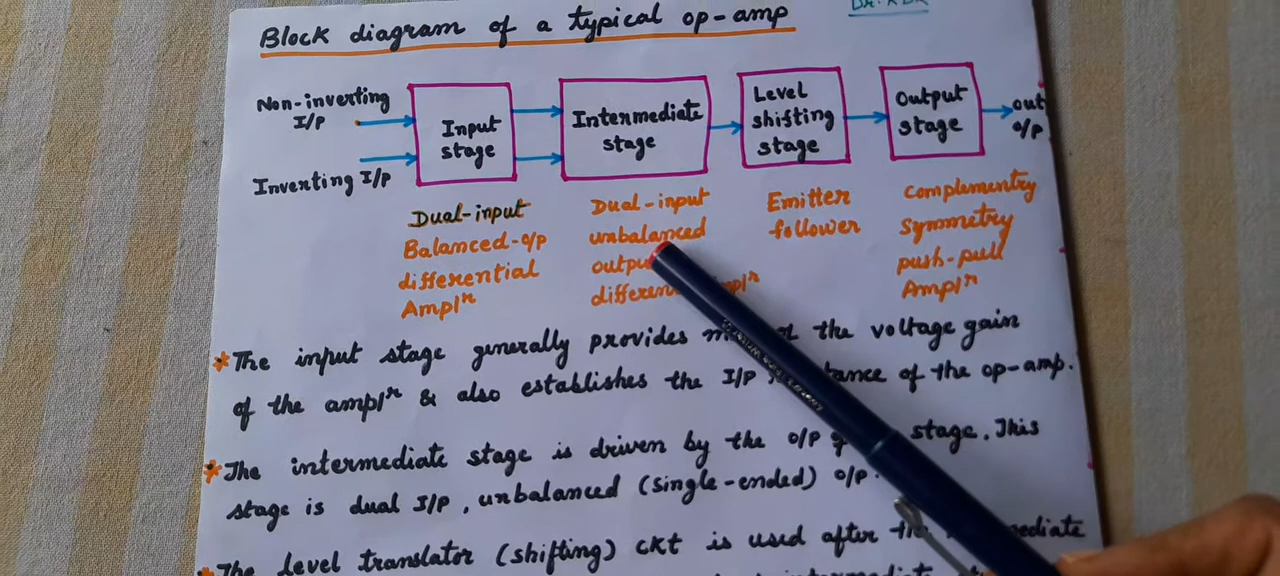 Block diagram of a typical op-amp
Non-inverting
I/P
Inverting I/P
Input
stage
Intermediate
stage
Level
shifting
stage
Output
stage
out
O/P
Dual-input
Balanced-o/p
differential
Amplr
Dual-input
unbalanced
Emitter
follower
Complementry
Symmetry
push-pull
Amplr
*The input stage generally provides the voltage gain
of the amplr & also establishes the I/P of the op-amp.
*The intermediate stage is driven by the O/P stage. This
stage is dual I/P, unbalanced (single-ended) O/P.
*The Level translator (shifting) CKT is used after